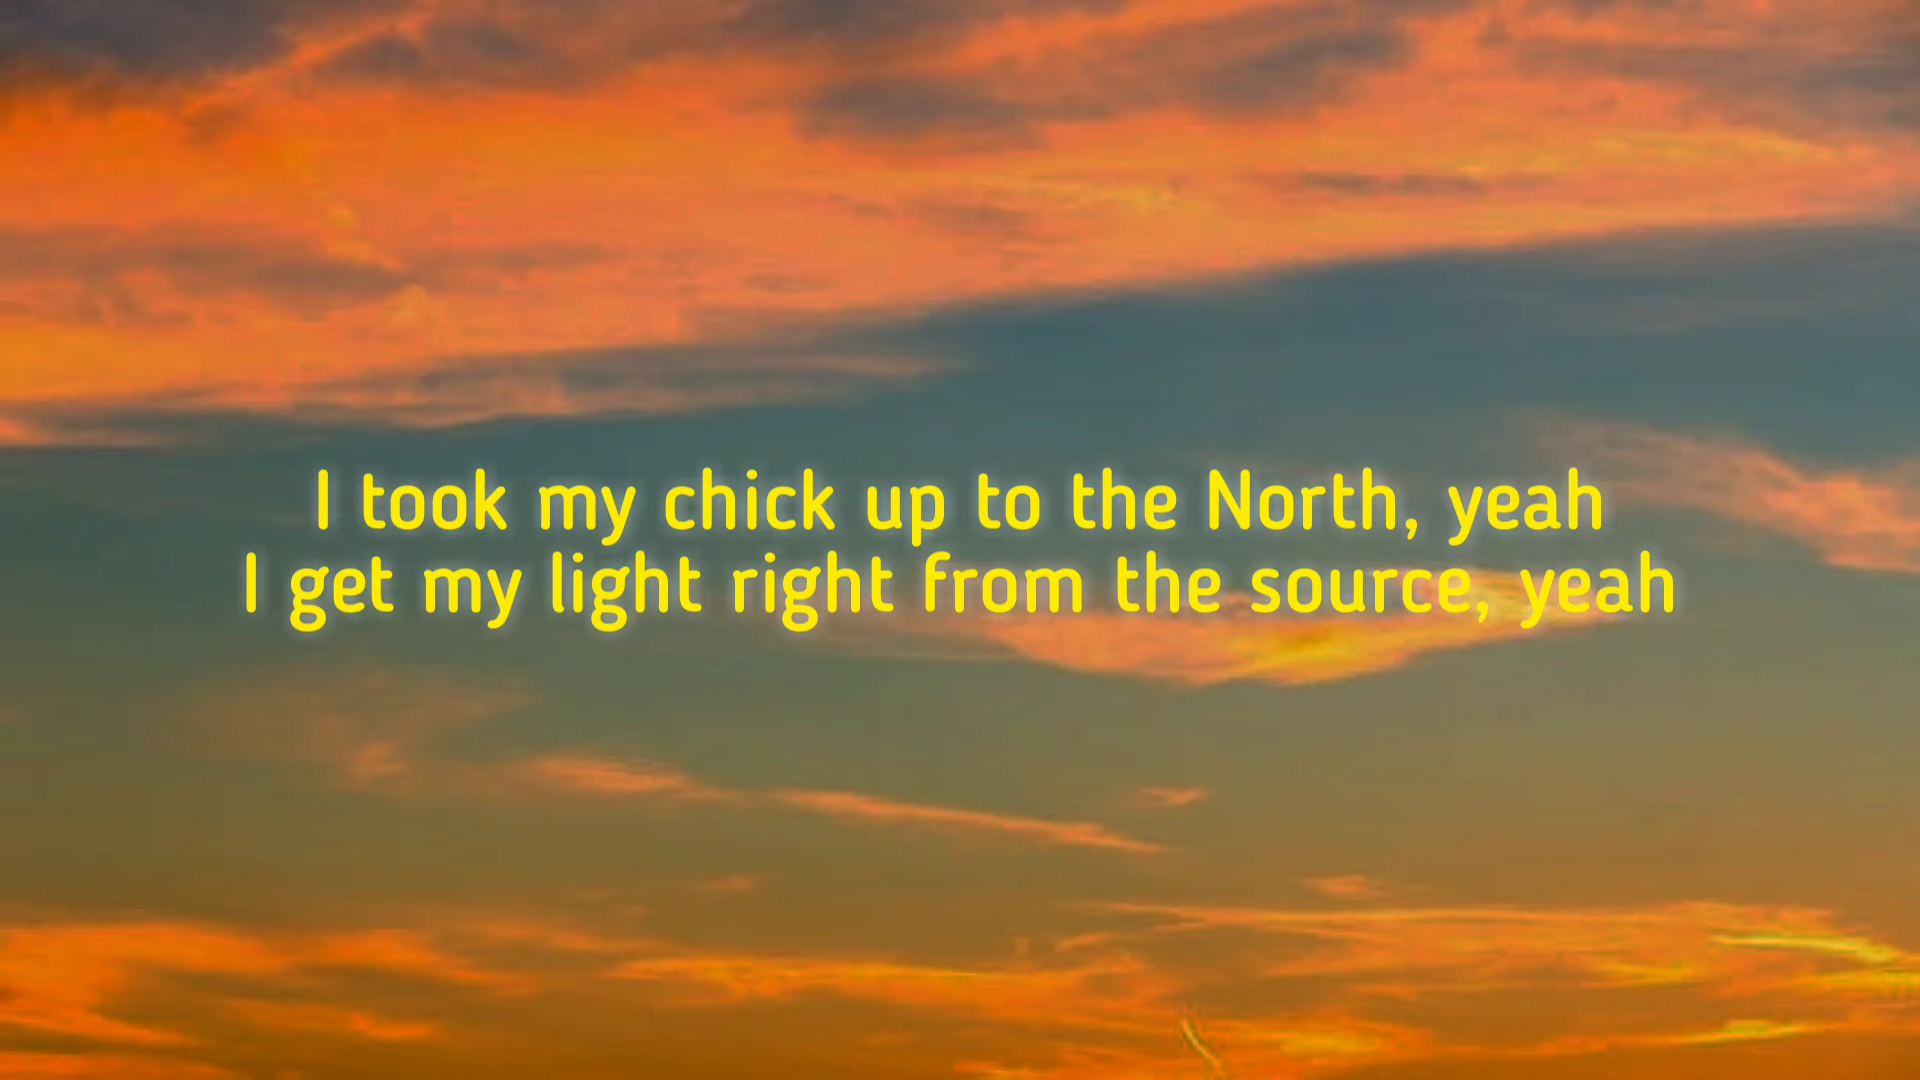 I took my chick up to the North, yeah
I get my light right from the source, yeah